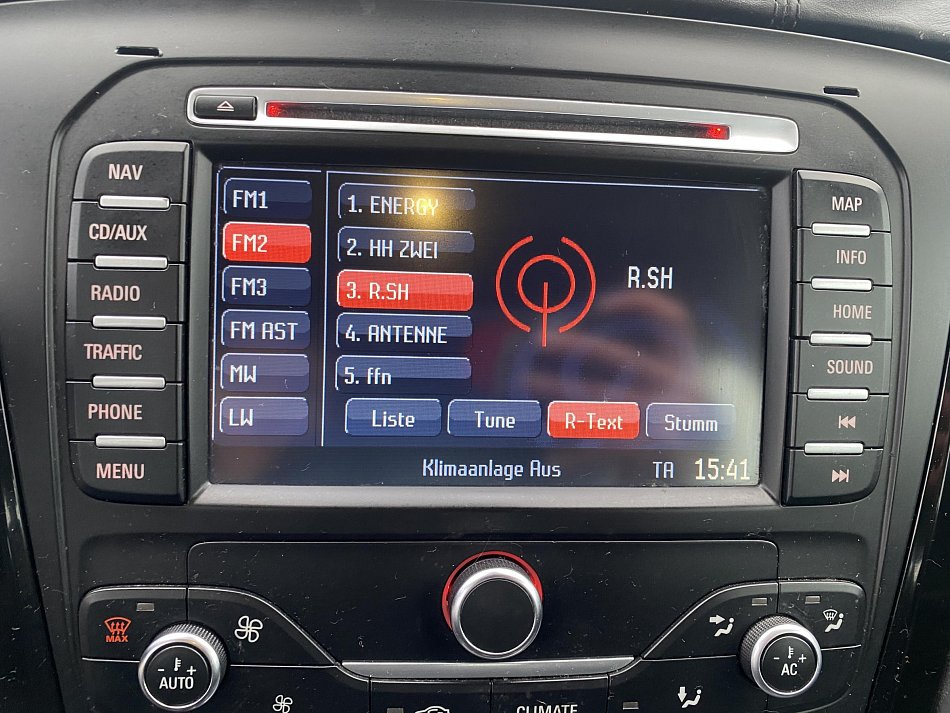 NAV
CD/AUX
RADIO
TRAFFIC
PHONE
MENU
FM1
FM2
FM3
FM AST
MW
LW
1. ENERGY
2. HH ZWEI
3. R.SH
4. ANTENNE
5. ffn
R.SH
Liste
Tune
R-Text
Stumm
Klimaanlage Aus
TA
15:41
MAP
INFO
HOME
SOUND
MAX
- +
AUTO
- +
AC
CLIMATE